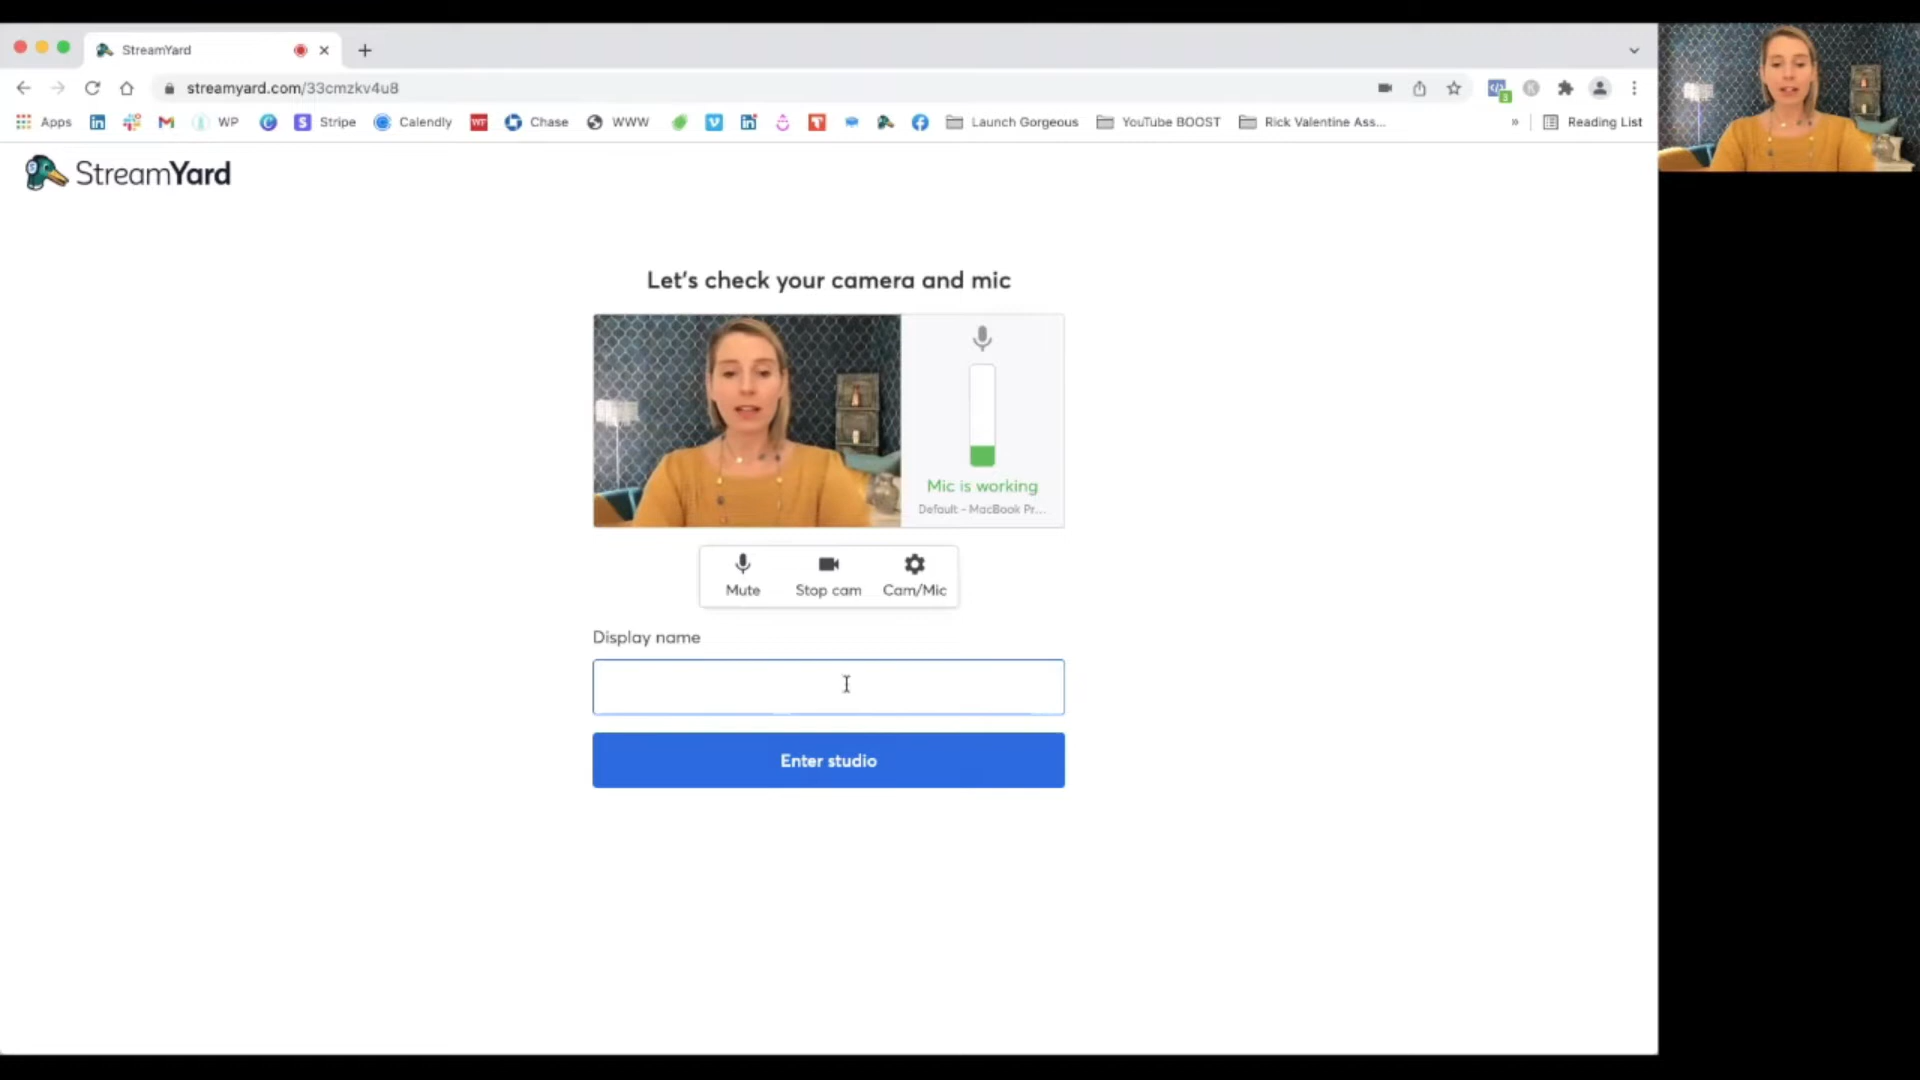 StreamYard
streamyard.com/33cmzkv4u8
3
Apps
WP
Stripe
Calendly
WF
Chase
WWW
Launch Gorgeous
YouTube BOOST
Rick Valentine Ass...
»
Reading List
StreamYard
Let's check your camera and mic
Mic is working
Default - MacBook Pr...
Mute
Stop cam
Cam/Mic
Display name
Enter studio